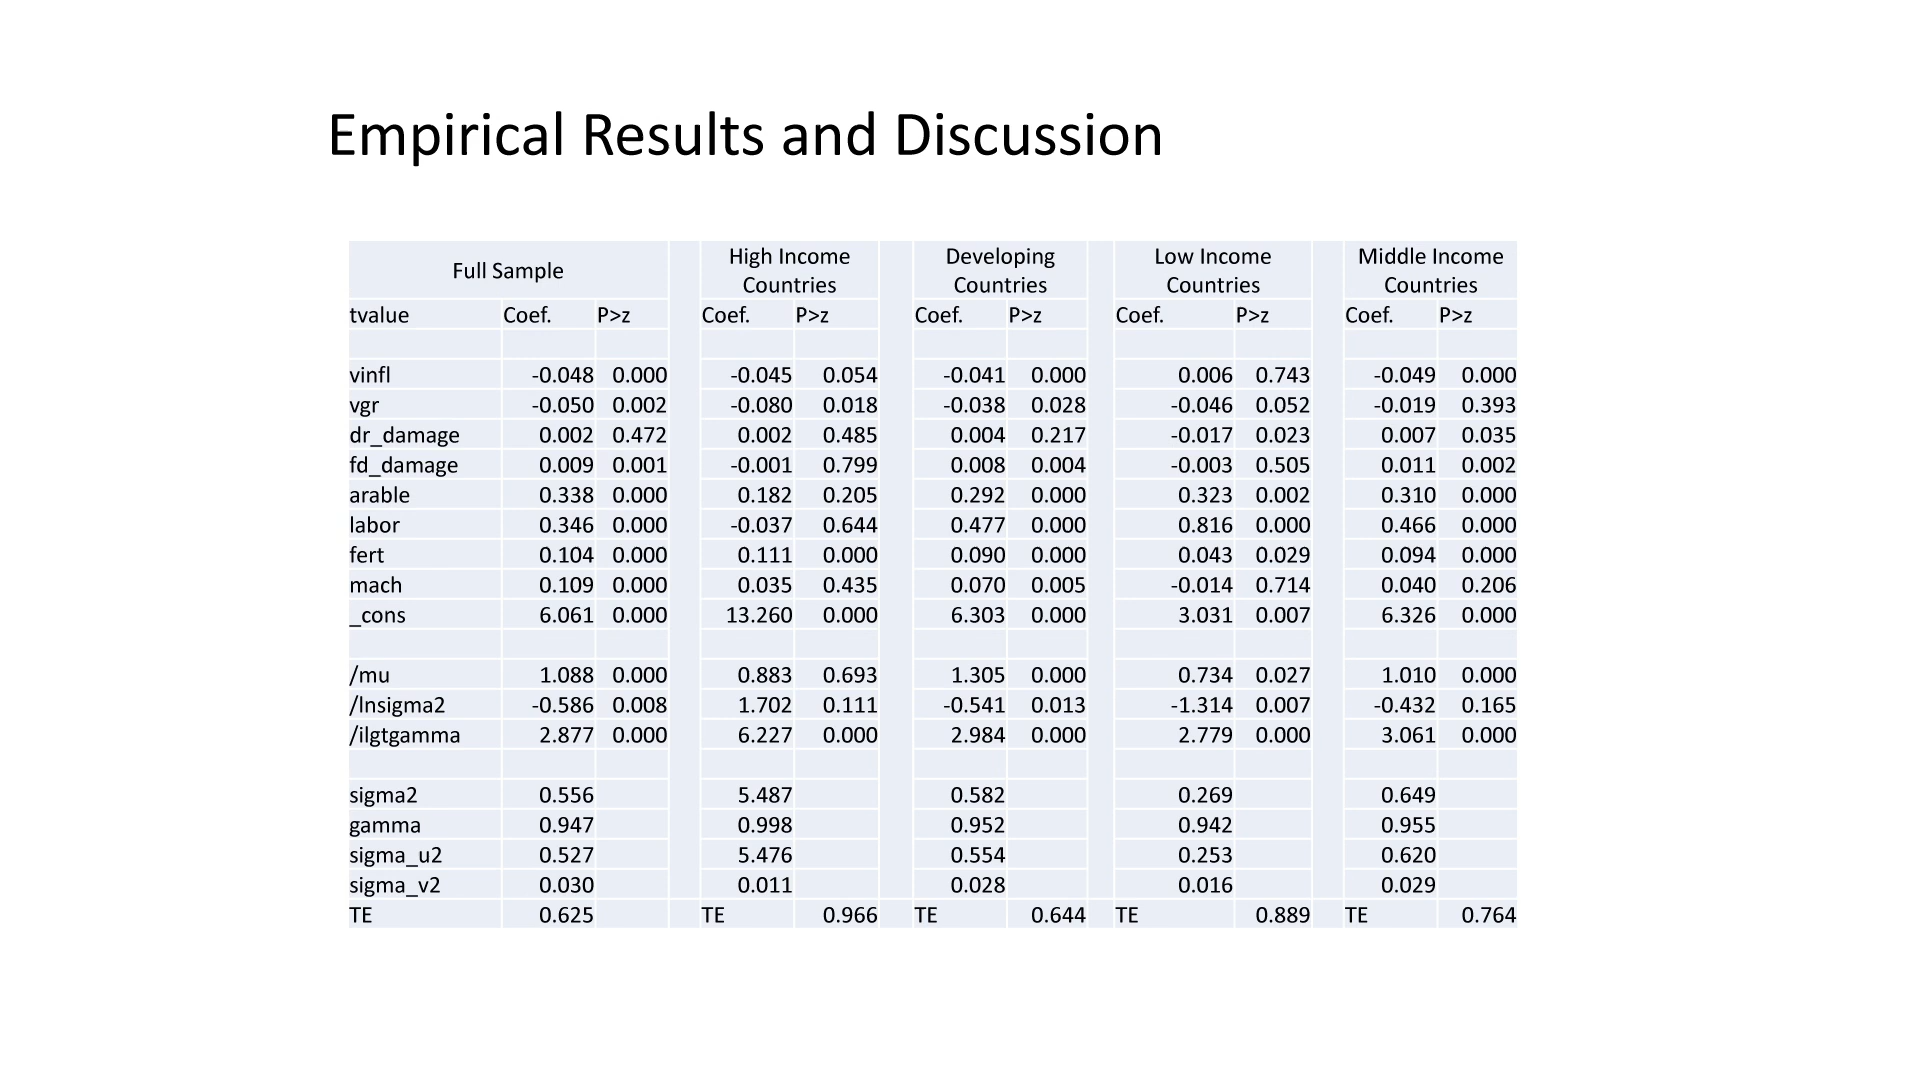 Empirical Results and Discussion
Full Sample High Income Countries Developing Countries Low Income Countries Middle Income Countries
tvalue Coef. P>z Coef. P>z Coef. P>z Coef. P>z Coef. P>z
vinfl -0.048 0.000 -0.045 0.054 -0.041 0.000 0.006 0.743 -0.049 0.000
vgr -0.050 0.002 -0.080 0.018 -0.038 0.028 -0.046 0.052 -0.019 0.393
dr_damage 0.002 0.472 0.002 0.485 0.004 0.217 -0.017 0.023 0.007 0.035
fd_damage 0.009 0.001 -0.001 0.799 0.008 0.004 -0.003 0.505 0.011 0.002
arable 0.338 0.000 0.182 0.205 0.292 0.000 0.323 0.002 0.310 0.000
labor 0.346 0.000 -0.037 0.644 0.477 0.000 0.816 0.000 0.466 0.000
fert 0.104 0.000 0.111 0.000 0.090 0.000 0.043 0.029 0.094 0.000
mach 0.109 0.000 0.035 0.435 0.070 0.005 -0.014 0.714 0.040 0.206
_cons 6.061 0.000 13.260 0.000 6.303 0.000 3.031 0.007 6.326 0.000
/mu 1.088 0.000 0.883 0.693 1.305 0.000 0.734 0.027 1.010 0.000
/lnsigma2 -0.586 0.008 1.702 0.111 -0.541 0.013 -1.314 0.007 -0.432 0.165
/ilgtgamma 2.877 0.000 6.227 0.000 2.984 0.000 2.779 0.000 3.061 0.000
sigma2 0.556 5.487 0.582 0.269 0.649
gamma 0.947 0.998 0.952 0.942 0.955
sigma_u2 0.527 5.476 0.554 0.253 0.620
sigma_v2 0.030 0.011 0.028 0.016 0.029
TE 0.625 TE 0.966 TE 0.644 TE 0.889 TE 0.764